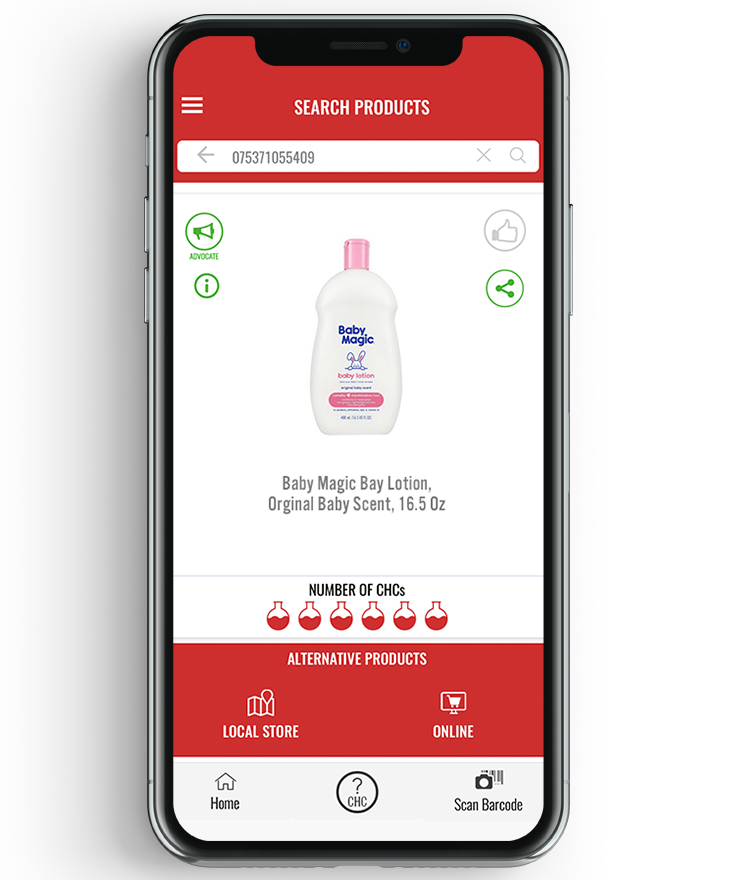 SEARCH PRODUCTS
075371055409
ADVOCATE
Baby
Magic
baby lotion
original baby scent
Baby Magic Bay Lotion,
Orginal Baby Scent, 16.5 Oz
NUMBER OF CHCs
ALTERNATIVE PRODUCTS
LOCAL STORE
ONLINE
Home
?
CHC
Scan Barcode